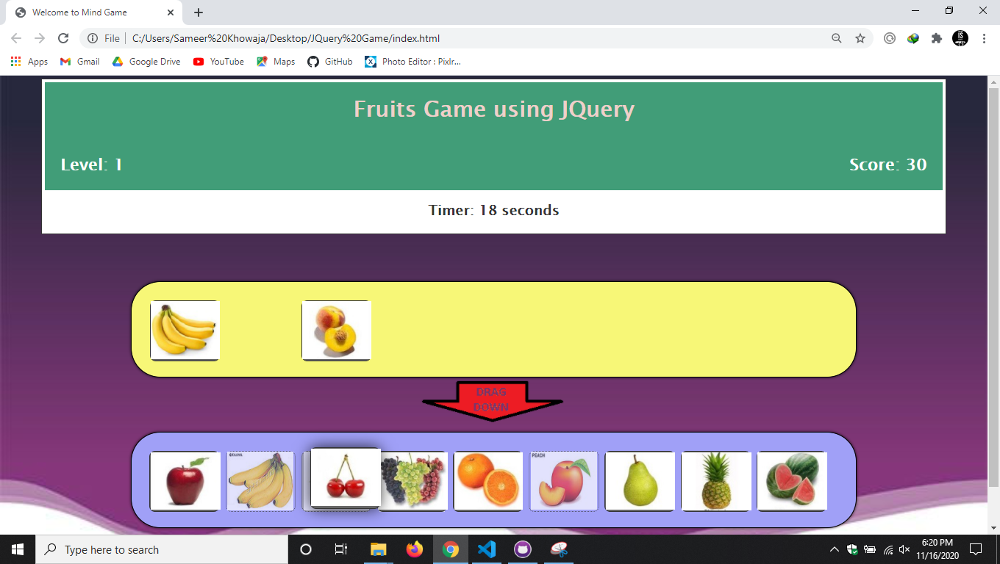 Welcome to Mind Game
File
C:/Users/Sameer%20Khowaja/Desktop/JQuery%20Game/index.html
Apps
Gmail
Google Drive
YouTube
Maps
GitHub
Photo Editor : Pixlr...
Fruits Game using JQuery
Level: 1
Score: 30
Timer: 18 seconds
DRAG
DOWN
PEACH
Type here to search
6:20 PM
11/16/2020